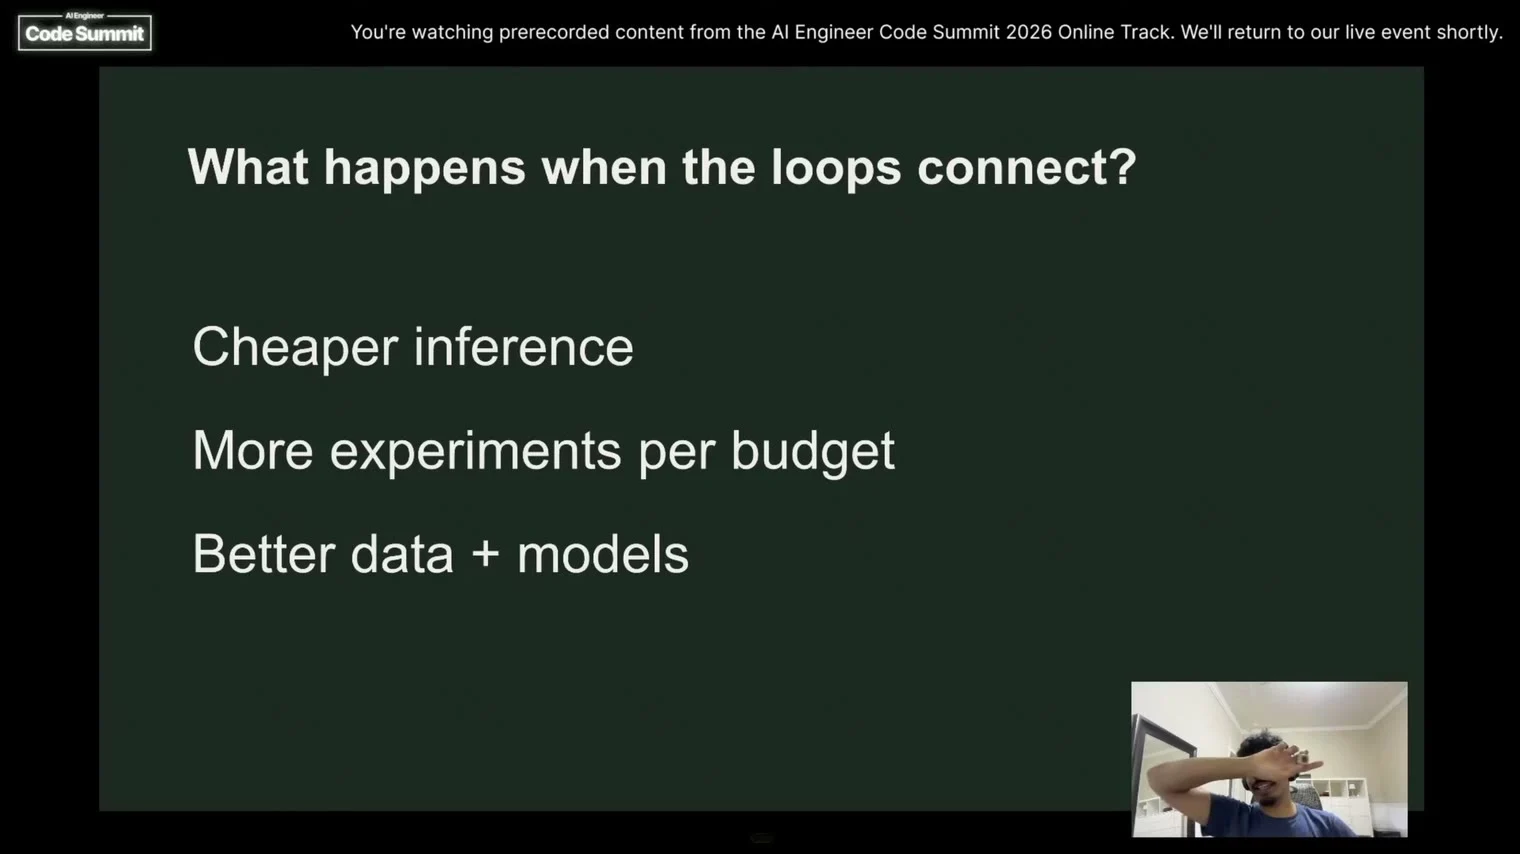 AI Engineer
Code Summit
You're watching prerecorded content from the AI Engineer Code Summit 2026 Online Track. We'll return to our live event shortly.
What happens when the loops connect?
Cheaper inference
More experiments per budget
Better data + models